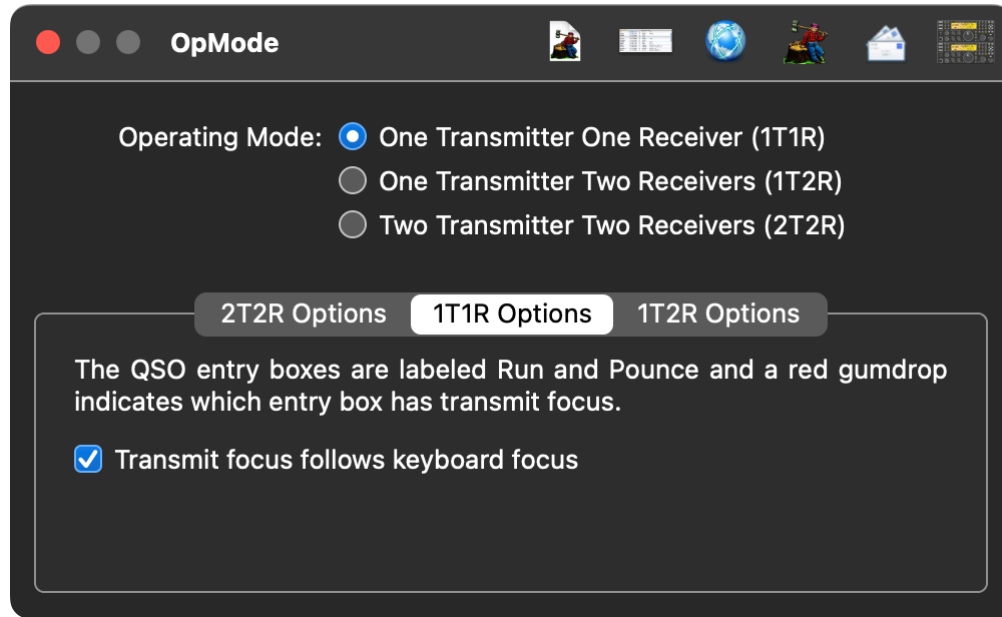 OpMode
Operating Mode:
One Transmitter One Receiver (1T1R)
One Transmitter Two Receivers (1T2R)
Two Transmitter Two Receivers (2T2R)
2T2R Options
1T1R Options
1T2R Options
The QSO entry boxes are labeled Run and Pounce and a red gumdrop
indicates which entry box has transmit focus.
Transmit focus follows keyboard focus